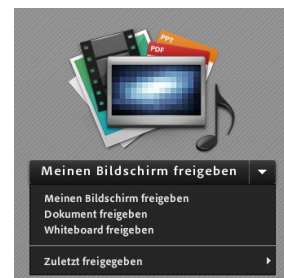 PPT
PDF
Meinen Bildschirm freigeben
Meinen Bildschirm freigeben
Dokument freigeben
Whiteboard freigeben
Zuletzt freigegeben